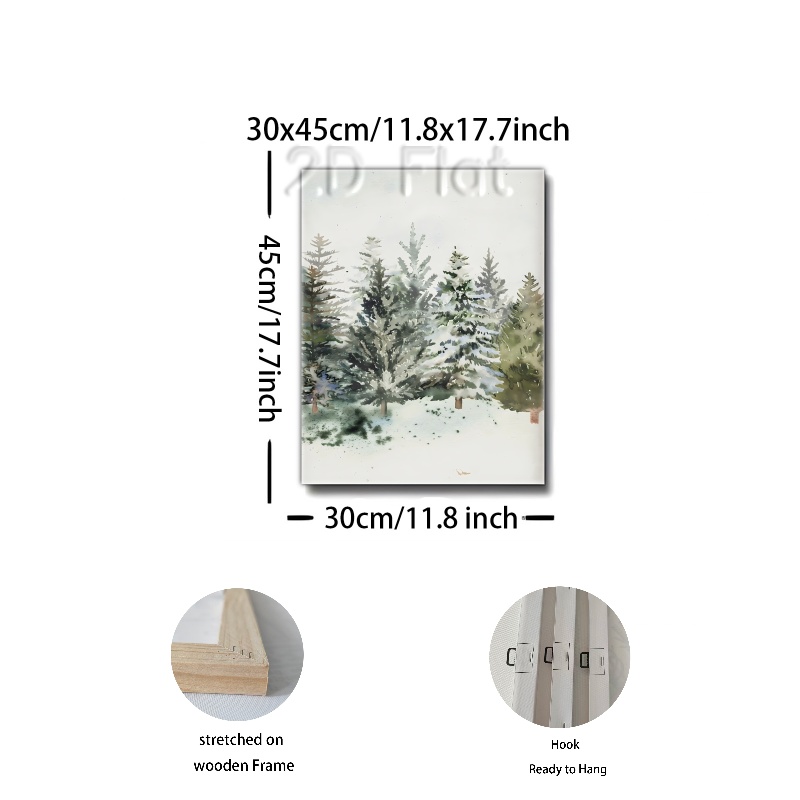 30x45cm/11.8x17.7inch
2.D Flat.
45cm/17.7inch
30cm/11.8 inch
stretched on
wooden Frame
Hook
Ready to Hang